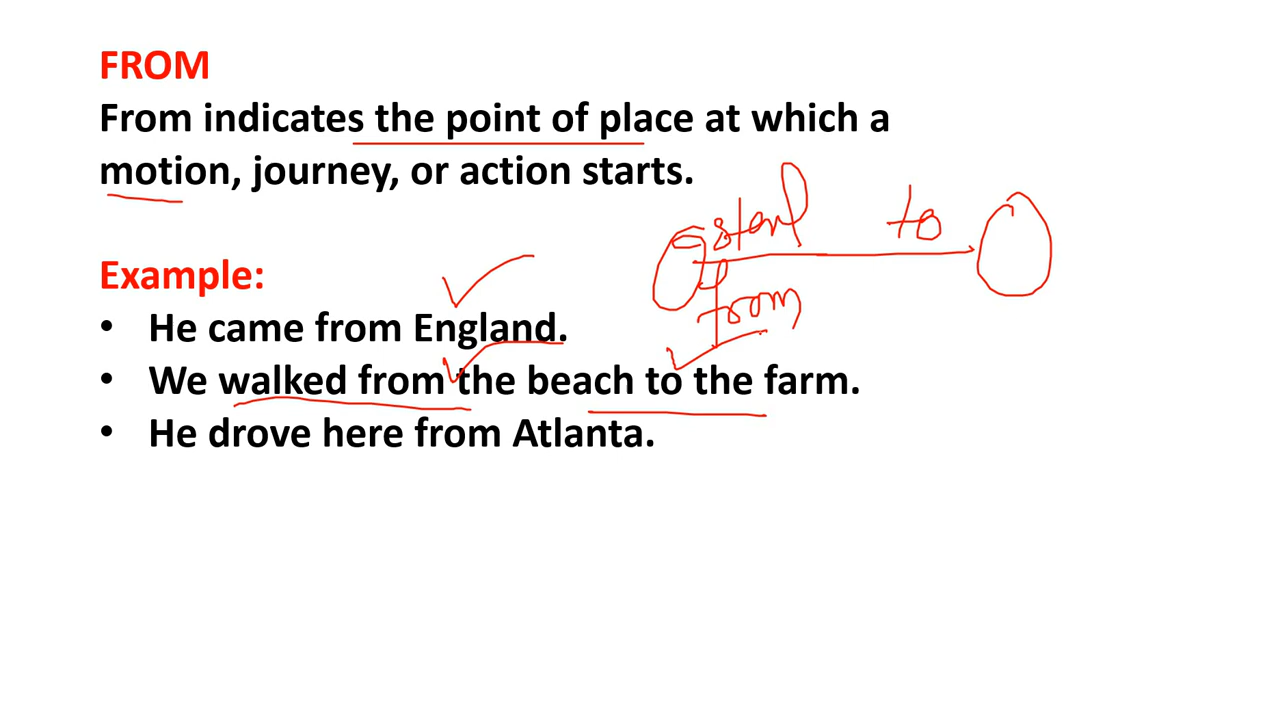 FROM
From indicates the point of place at which a
motion, journey, or action starts.
start to
from
Example:
• He came from England.
• We walked from the beach to the farm.
• He drove here from Atlanta.